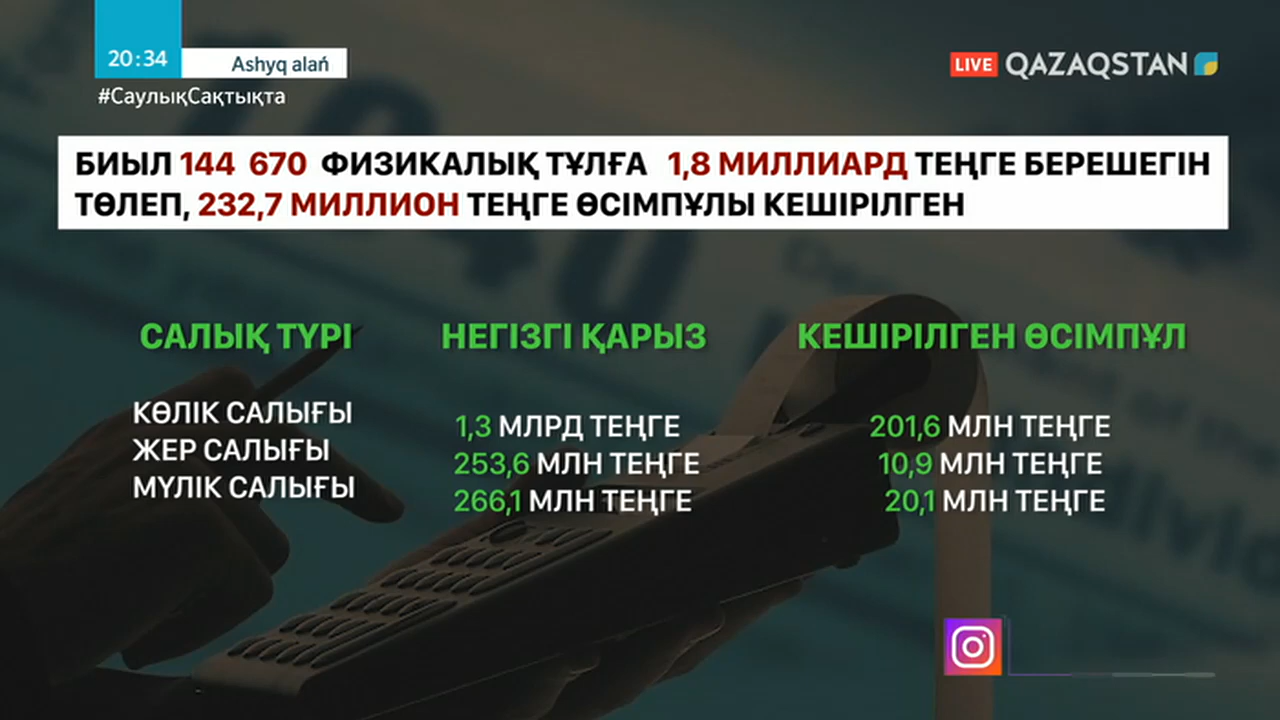 20:34
Ashyq alań
LIVE QAZAQSTAN
#СаулықСақтықта
БИЫЛ 144 670 ФИЗИКАЛЫҚ ТҰЛҒА 1,8 МИЛЛИАРД ТЕҢГЕ БЕРЕШЕГІН
ТӨЛЕП, 232,7 МИЛЛИОН ТЕҢГЕ ӨСІМПҰЛЫ КЕШІРІЛГЕН
САЛЫҚ ТҮРІ НЕГІЗГІ ҚАРЫЗ КЕШІРІЛГЕН ӨСІМПҰЛ
КӨЛІК САЛЫҒЫ 1,3 МЛРД ТЕҢГЕ 201,6 МЛН ТЕҢГЕ
ЖЕР САЛЫҒЫ 253,6 МЛН ТЕҢГЕ 10,9 МЛН ТЕҢГЕ
МҮЛІК САЛЫҒЫ 266,1 МЛН ТЕҢГЕ 20,1 МЛН ТЕҢГЕ